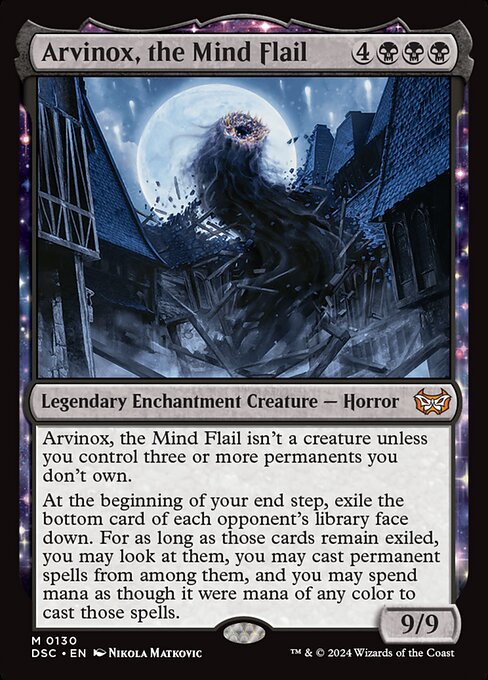 Arvinox, the Mind Flail 4
Legendary Enchantment Creature — Horror
Arvinox, the Mind Flail isn't a creature unless
you control three or more permanents you
don't own.
At the beginning of your end step, exile the
bottom card of each opponent's library face
down. For as long as those cards remain exiled,
you may look at them, you may cast permanent
spells from among them, and you may spend
mana as though it were mana of any color to
cast those spells.
9/9
M 0130
DSC • EN Nikola Matkovic
™ & © 2024 Wizards of the Coast